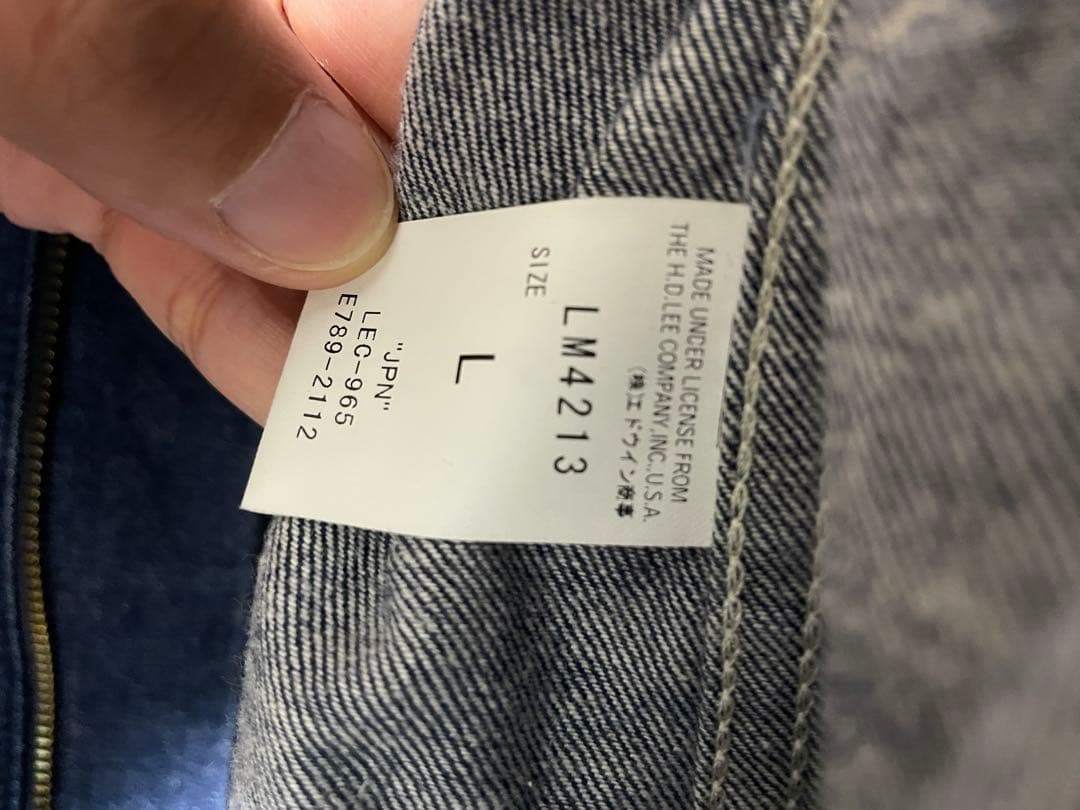 MADE UNDER LICENSE FROM
THE H.D.LEE COMPANY,INC.,U.S.A.
(株)エドウイン商事
LM4213
SIZE
L
"JPN"
LEC-965
E789-2112